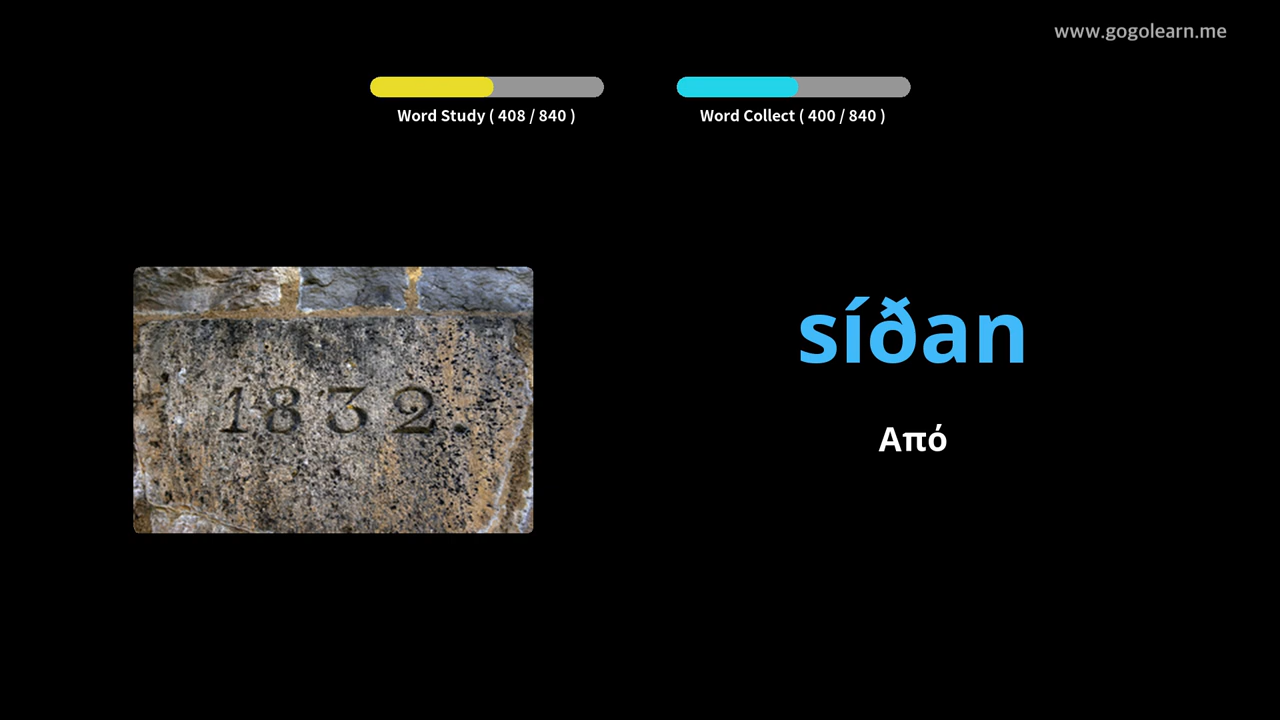 www.gogolearn.me
Word Study ( 408 / 840 )
Word Collect ( 400 / 840 )
1832.
síðan
Από